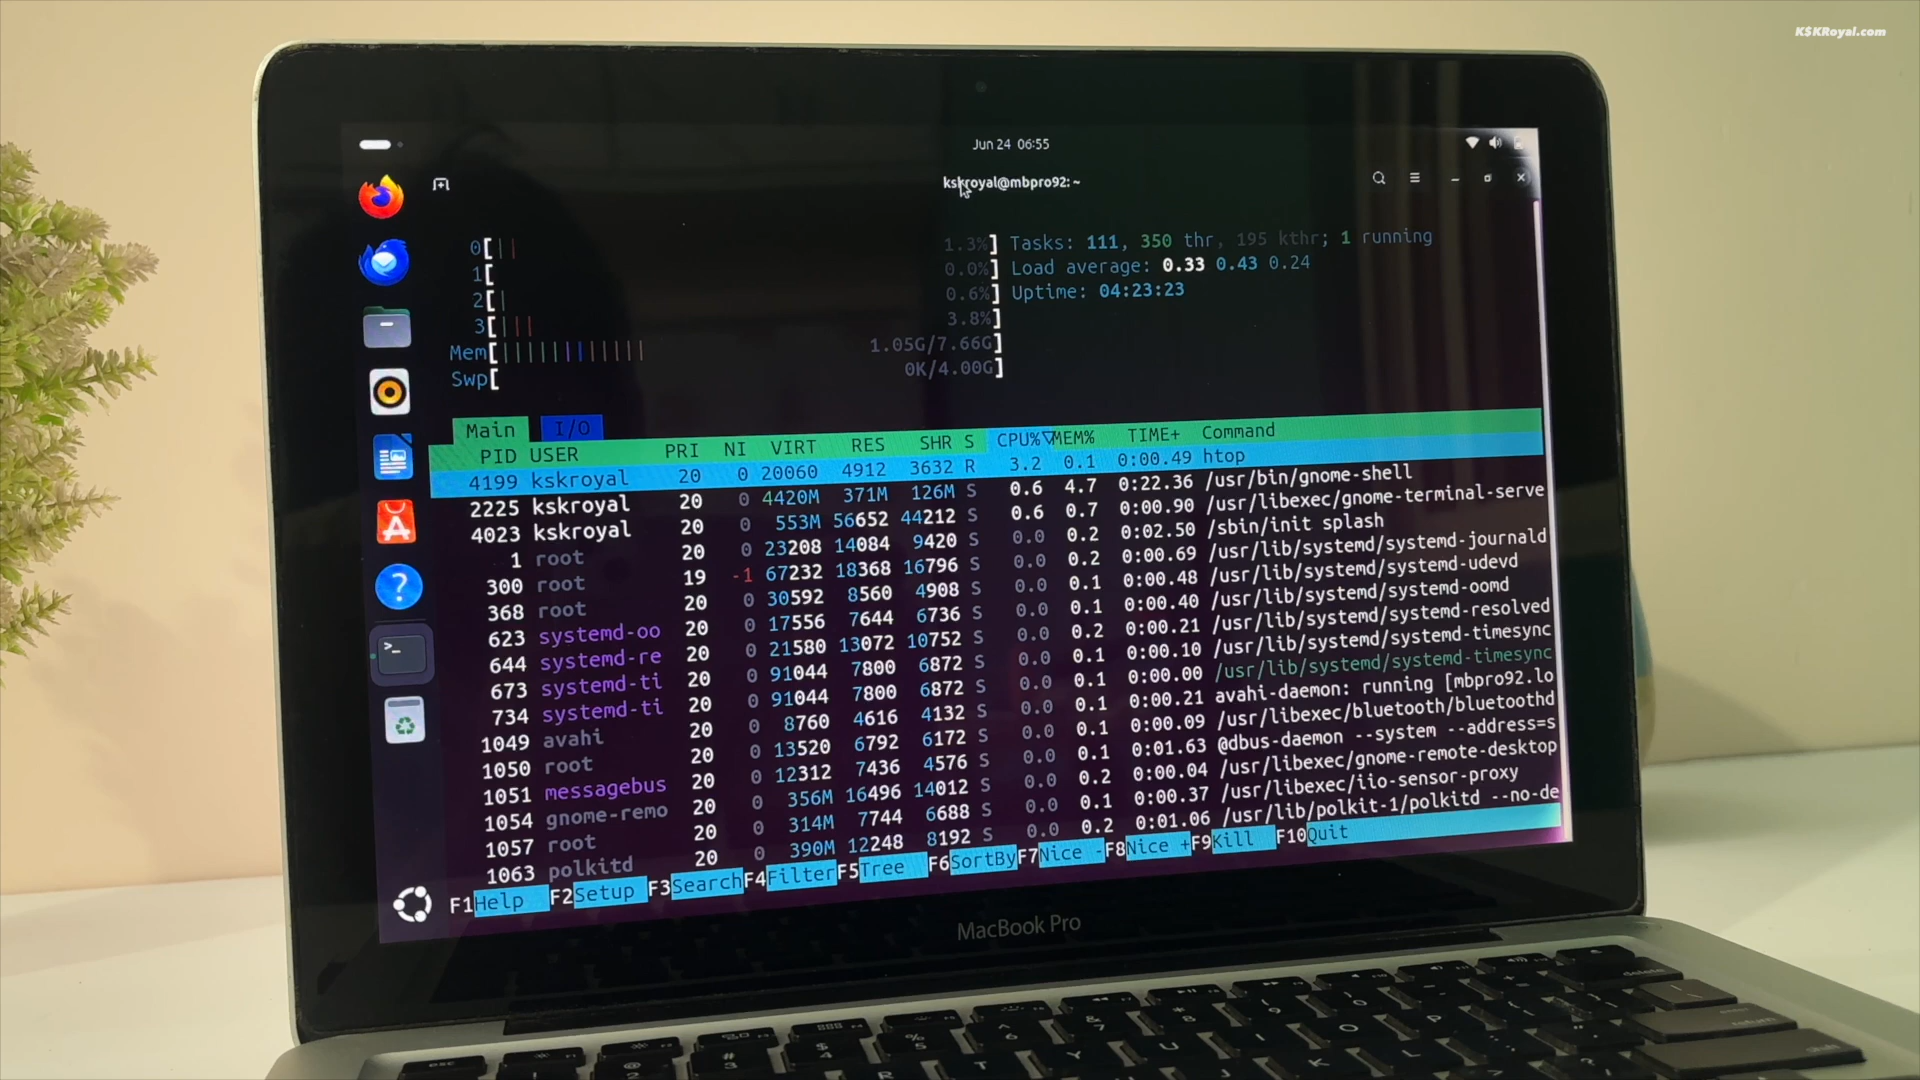 K$KRoyal.com
Jun 24 06:55
kskroyal@mbpro92: ~
0[|| 1.3%] Tasks: 111, 350 thr, 195 kthr; 1 running
1[ 0.0%] Load average: 0.33 0.43 0.24
2[| 0.6%] Uptime: 04:23:23
3[||| 3.8%]
Mem[|||||||||||| 1.05G/7.66G]
Swp[ 0K/4.00G]
Main I/O
PID USER PRI NI VIRT RES SHR S CPU%▽MEM% TIME+ Command
4199 kskroyal 20 0 20060 4912 3632 R 3.2 0.1 0:00.49 htop
2225 kskroyal 20 0 4420M 371M 126M S 0.6 4.7 0:22.36 /usr/bin/gnome-shell
4023 kskroyal 20 0 553M 56652 44212 S 0.6 0.7 0:00.90 /usr/libexec/gnome-terminal-serve
1 root 20 0 23208 14084 9420 S 0.0 0.2 0:02.50 /sbin/init splash
300 root 19 -1 67232 18368 16796 S 0.0 0.2 0:00.69 /usr/lib/systemd/systemd-journald
368 root 20 0 30592 8560 4908 S 0.0 0.1 0:00.48 /usr/lib/systemd/systemd-udevd
623 systemd-oo 20 0 17556 7644 6736 S 0.0 0.1 0:00.40 /usr/lib/systemd/systemd-oomd
644 systemd-re 20 0 21580 13072 10752 S 0.0 0.2 0:00.21 /usr/lib/systemd/systemd-resolved
673 systemd-ti 20 0 91044 7800 6872 S 0.0 0.1 0:00.10 /usr/lib/systemd/systemd-timesync
734 systemd-ti 20 0 91044 7800 6872 S 0.0 0.1 0:00.00 /usr/lib/systemd/systemd-timesync
1049 avahi 20 0 8760 4616 4132 S 0.0 0.1 0:00.21 avahi-daemon: running [mbpro92.lo
1050 root 20 0 13520 6792 6172 S 0.0 0.1 0:00.09 /usr/libexec/bluetooth/bluetoothd
1051 messagebus 20 0 12312 7436 4576 S 0.0 0.1 0:01.63 @dbus-daemon --system --address=s
1054 gnome-remo 20 0 356M 16496 14012 S 0.0 0.2 0:00.04 /usr/libexec/gnome-remote-desktop
1057 root 20 0 314M 7744 6688 S 0.0 0.1 0:00.37 /usr/libexec/iio-sensor-proxy
1063 polkitd 20 0 390M 12248 8192 S 0.0 0.2 0:01.06 /usr/lib/polkit-1/polkitd --no-de
F1Help F2Setup F3Search F4Filter F5Tree F6SortBy F7Nice - F8Nice + F9Kill F10Quit
MacBook Pro